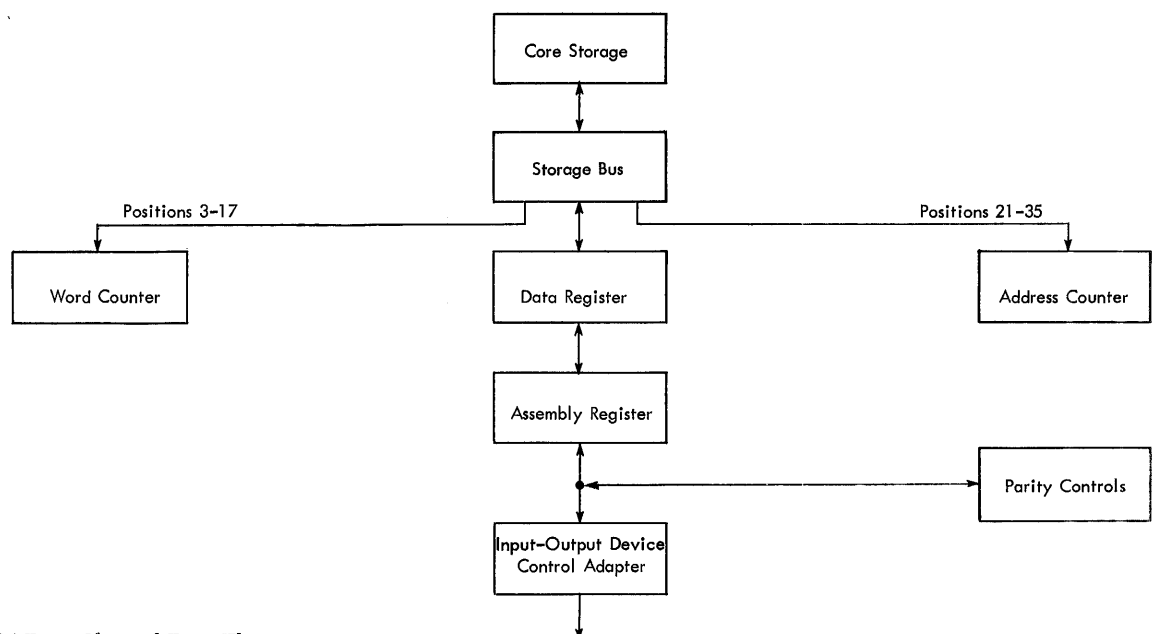 Core Storage
Storage Bus
Positions 3-17
Positions 21-35
Word Counter
Data Register
Address Counter
Assembly Register
Parity Controls
Input-Output Device
Control Adapter